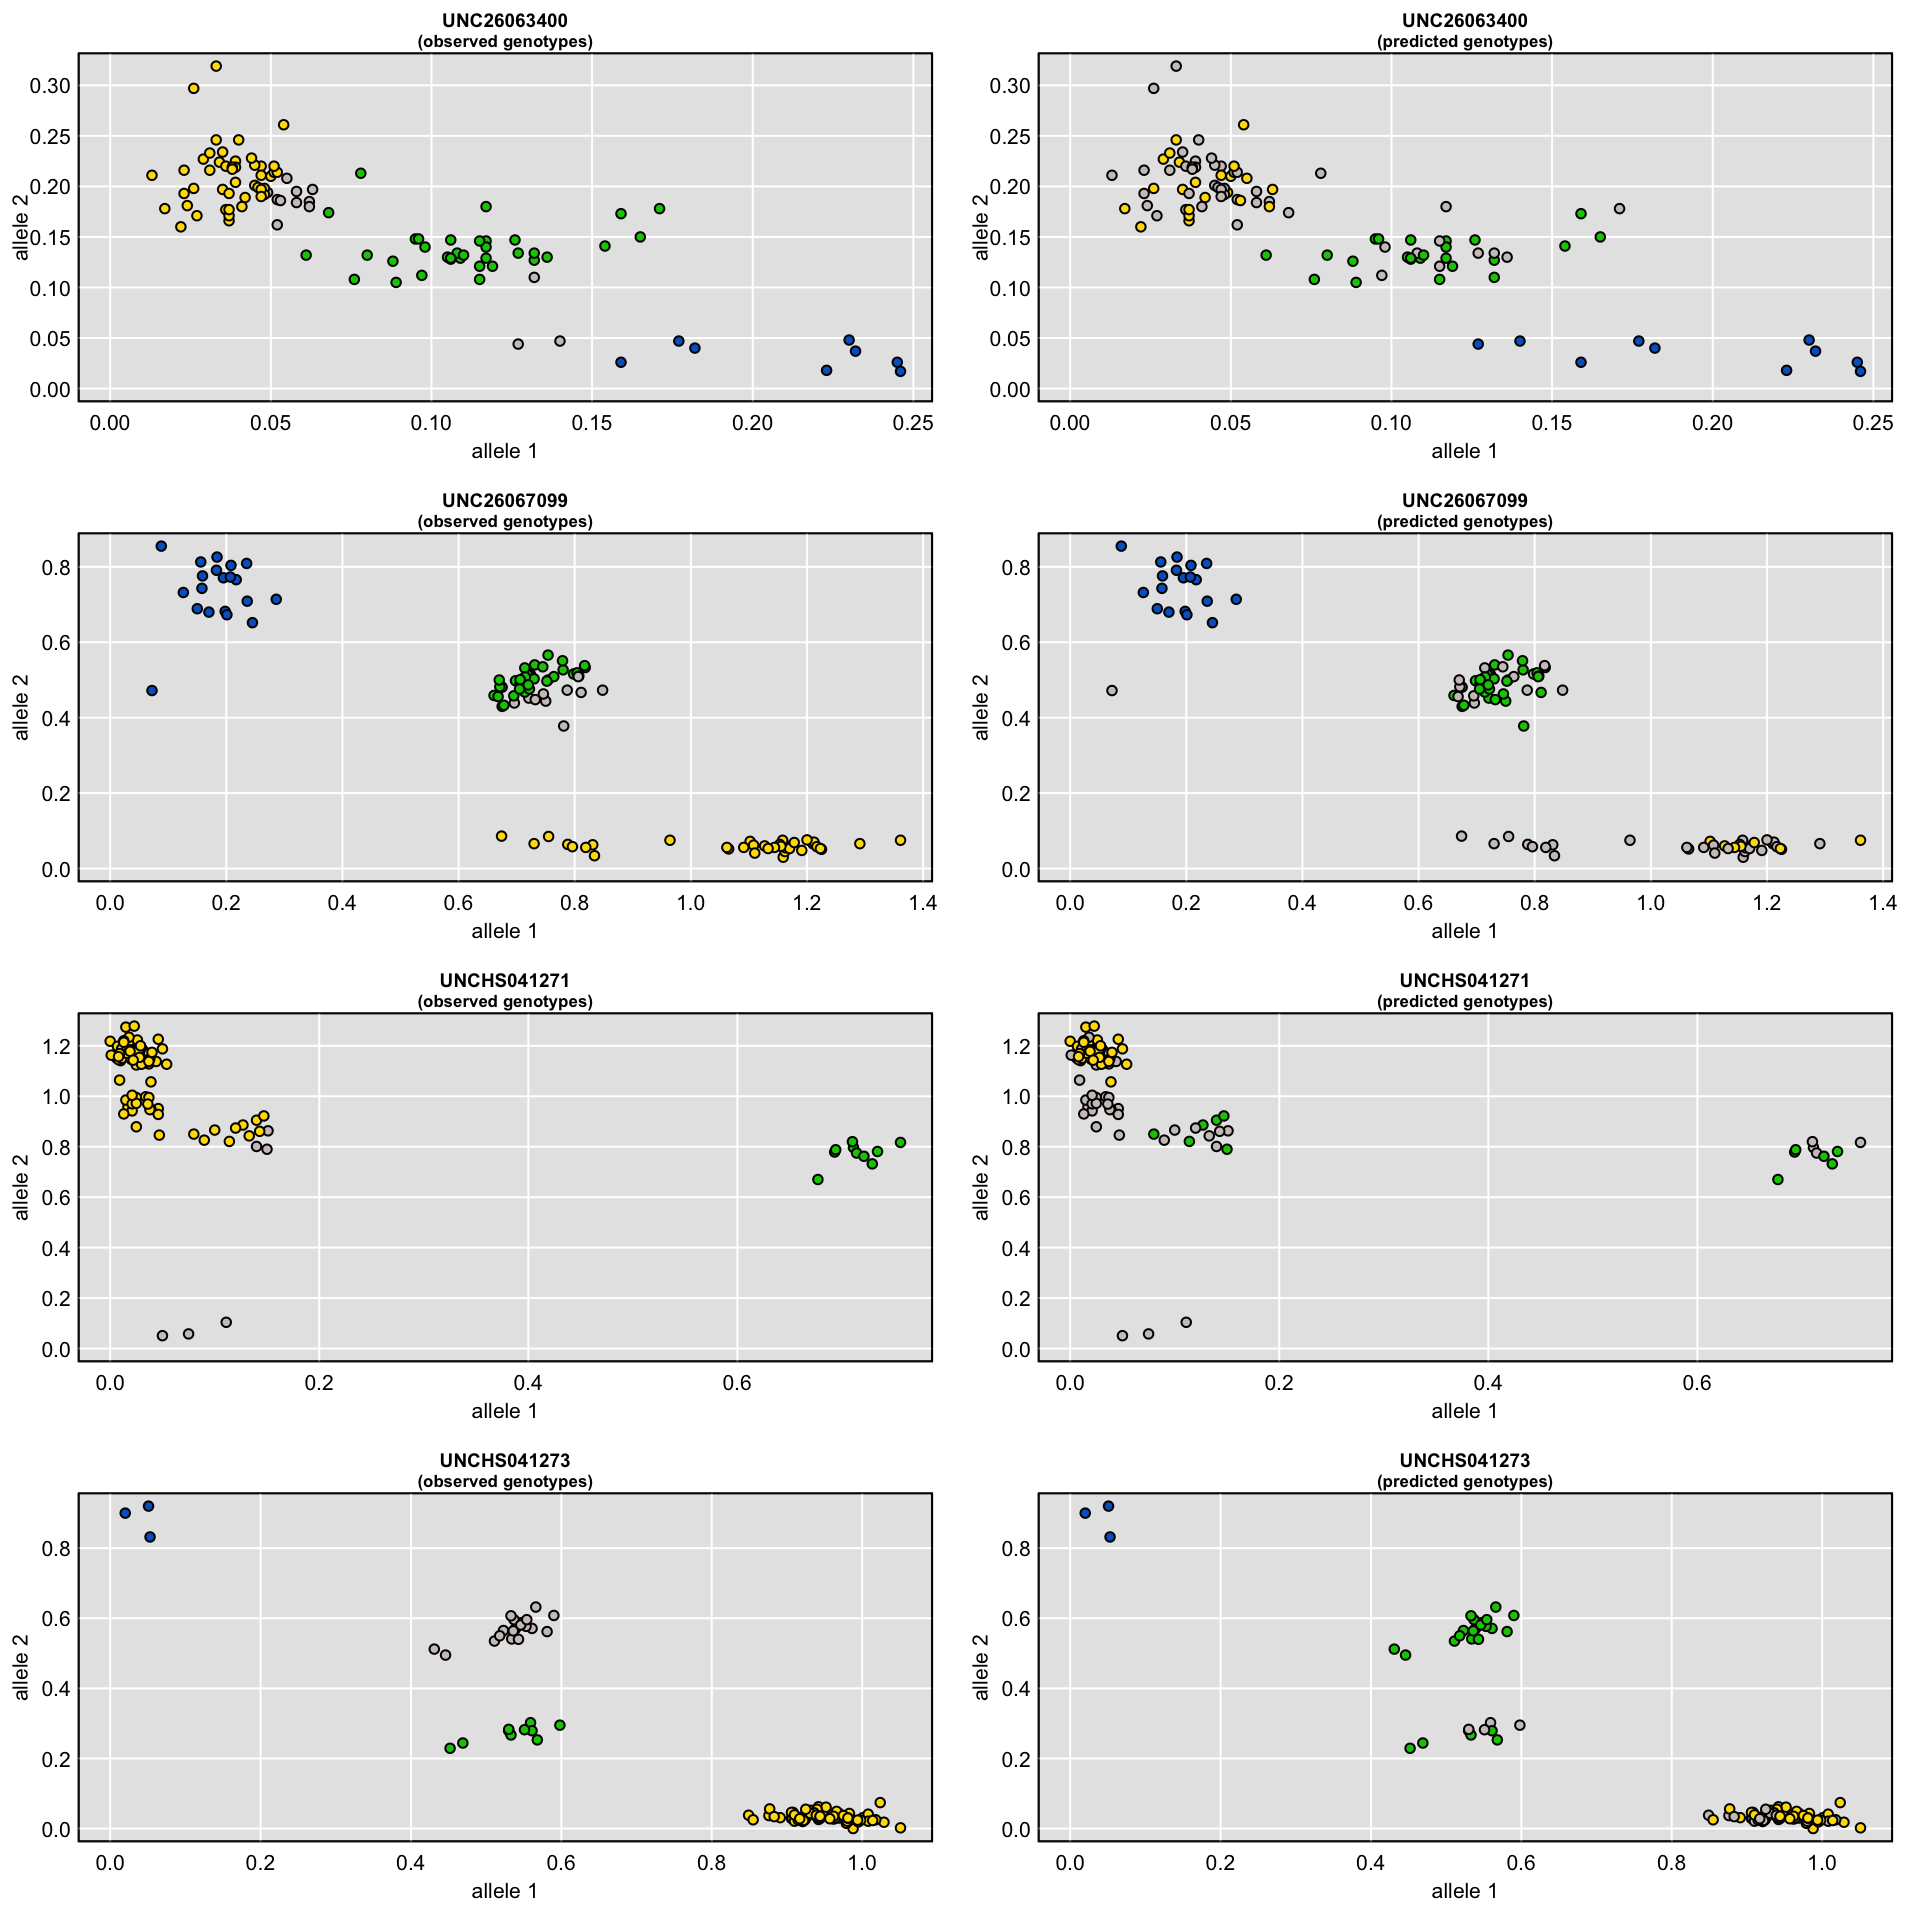 UNC26063400
(observed genotypes)
0.30
0.25
0.20
0.15
0.10
0.05
0.00
allele 2
0.00 0.05 0.10 0.15 0.20 0.25
allele 1
UNC26063400
(predicted genotypes)
0.30
0.25
0.20
0.15
0.10
0.05
0.00
allele 2
0.00 0.05 0.10 0.15 0.20 0.25
allele 1
UNC26067099
(observed genotypes)
0.8
0.6
0.4
0.2
0.0
allele 2
0.0 0.2 0.4 0.6 0.8 1.0 1.2 1.4
allele 1
UNC26067099
(predicted genotypes)
0.8
0.6
0.4
0.2
0.0
allele 2
0.0 0.2 0.4 0.6 0.8 1.0 1.2 1.4
allele 1
UNCHS041271
(observed genotypes)
1.2
1.0
0.8
0.6
0.4
0.2
0.0
allele 2
0.0 0.2 0.4 0.6
allele 1
UNCHS041271
(predicted genotypes)
1.2
1.0
0.8
0.6
0.4
0.2
0.0
allele 2
0.0 0.2 0.4 0.6
allele 1
UNCHS041273
(observed genotypes)
0.8
0.6
0.4
0.2
0.0
allele 2
0.0 0.2 0.4 0.6 0.8 1.0
allele 1
UNCHS041273
(predicted genotypes)
0.8
0.6
0.4
0.2
0.0
allele 2
0.0 0.2 0.4 0.6 0.8 1.0
allele 1